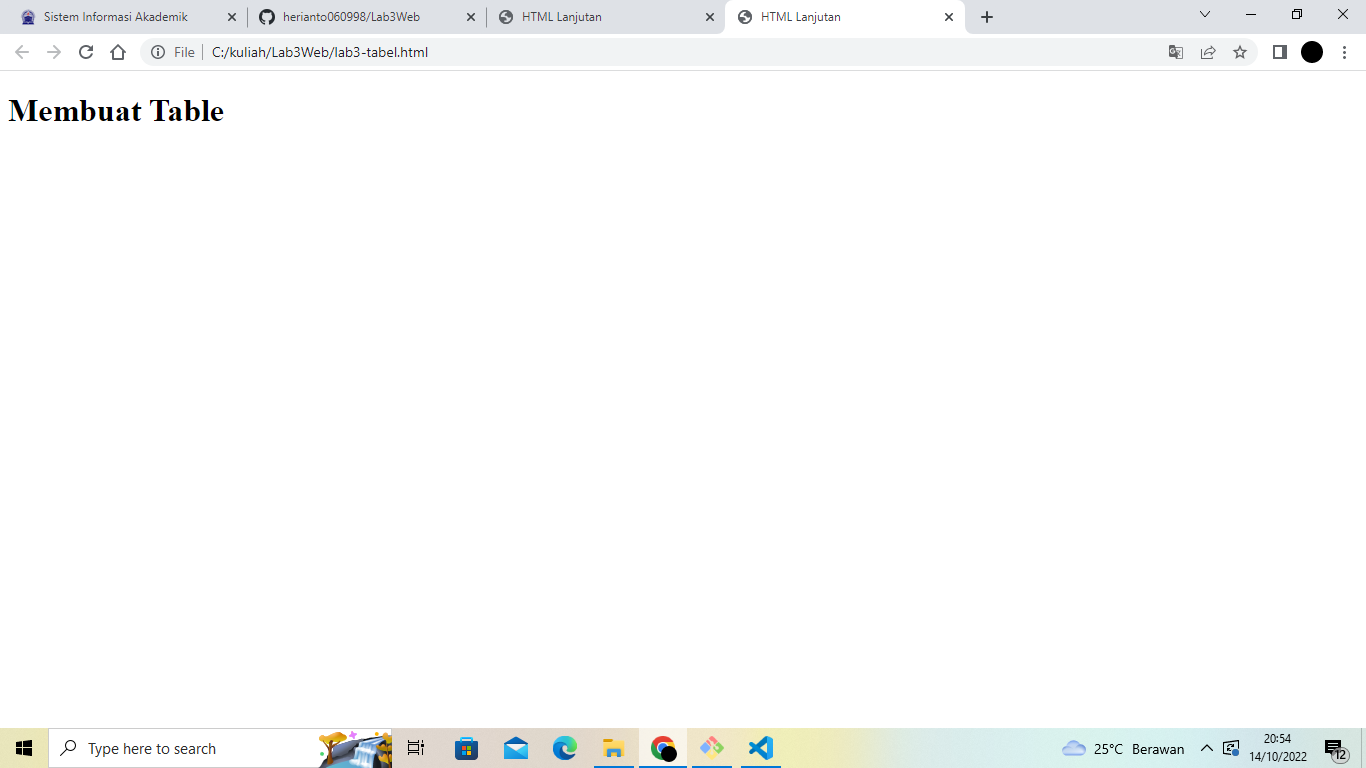 Sistem Informasi Akademik
herianto060998/Lab3Web
HTML Lanjutan
HTML Lanjutan
File
C:/kuliah/Lab3Web/lab3-tabel.html
Membuat Table
Type here to search
25°C Berawan
20:54
14/10/2022
12